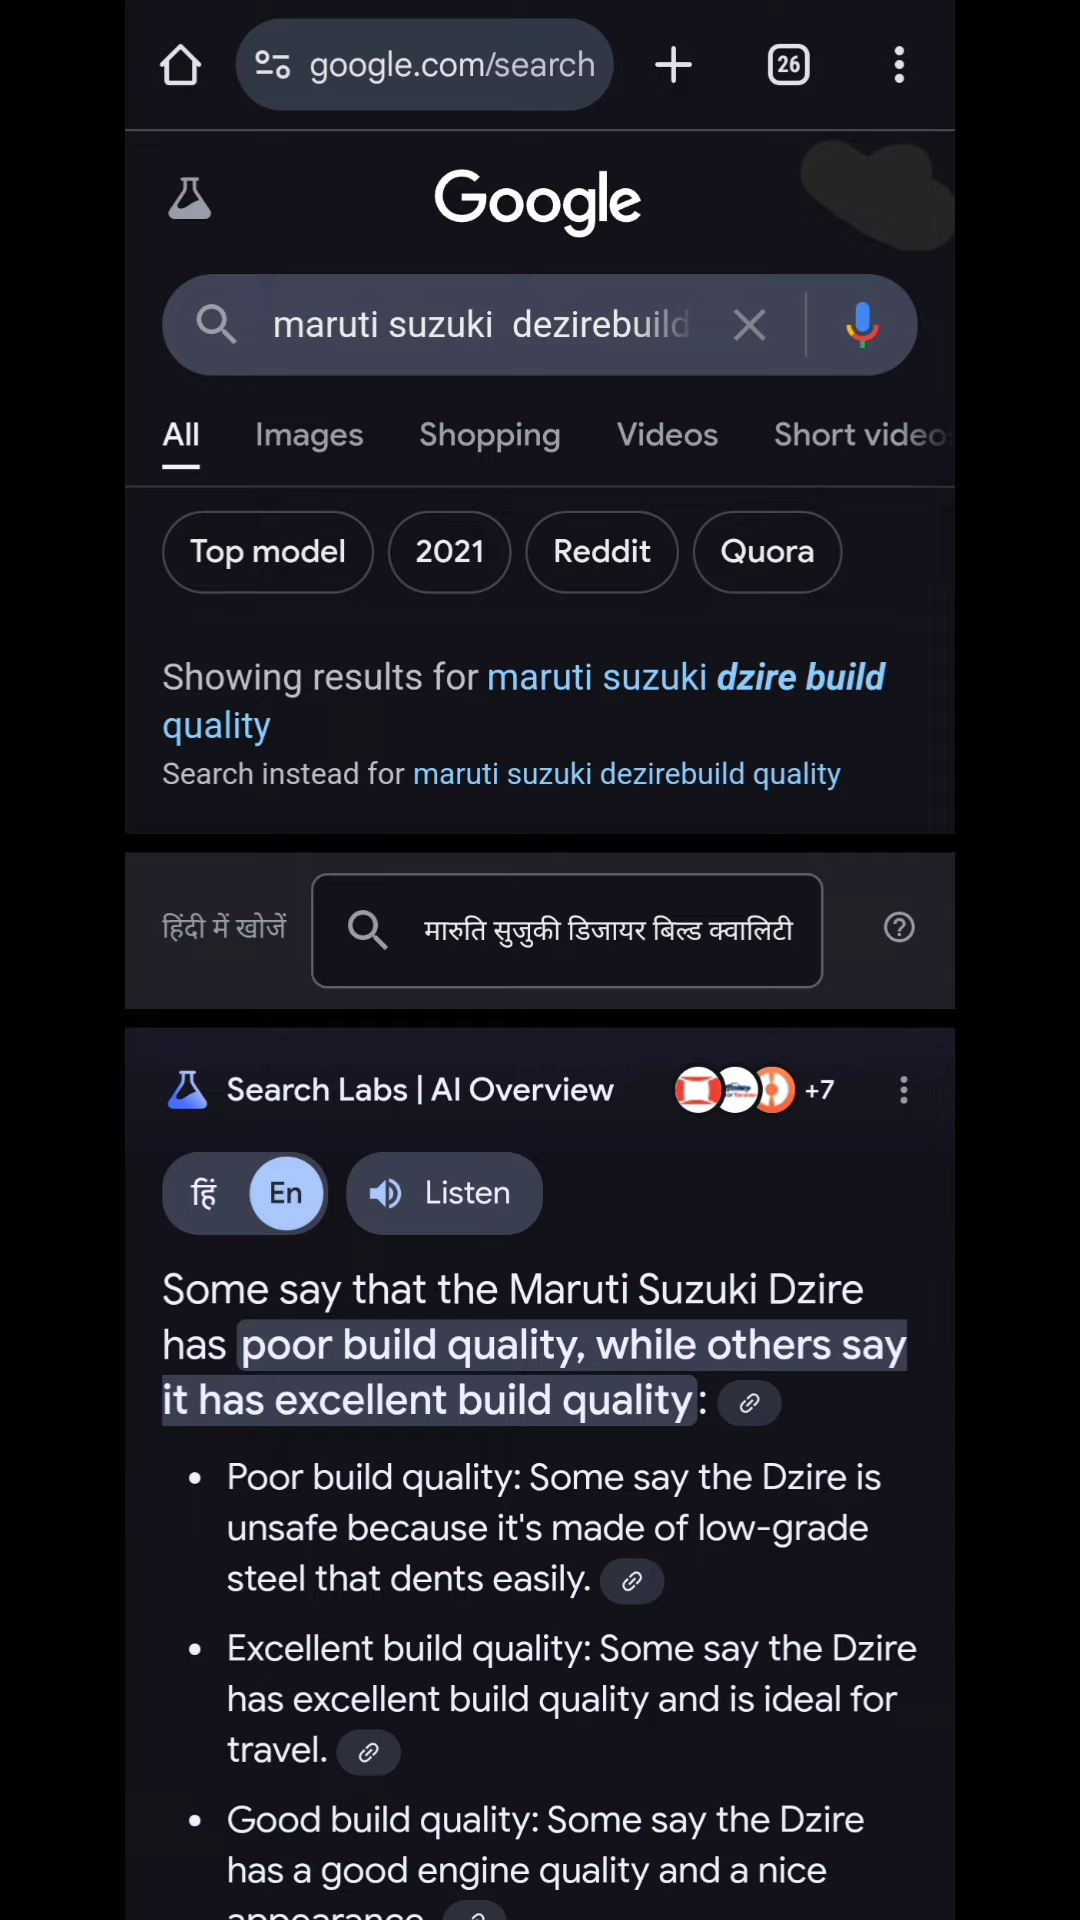 google.com/search
26
Google
maruti suzuki dezirebuild
All Images Shopping Videos Short video
Top model 2021 Reddit Quora
Showing results for maruti suzuki dzire build
quality
Search instead for maruti suzuki dezirebuild quality
हिंदी में खोजें मारुति सुजुकी डिजायर बिल्ड क्वालिटी
Search Labs | AI Overview +7
हिं En Listen
Some say that the Maruti Suzuki Dzire
has poor build quality, while others say
it has excellent build quality:
• Poor build quality: Some say the Dzire is
unsafe because it's made of low-grade
steel that dents easily.
• Excellent build quality: Some say the Dzire
has excellent build quality and is ideal for
travel.
• Good build quality: Some say the Dzire
has a good engine quality and a nice
appearance.